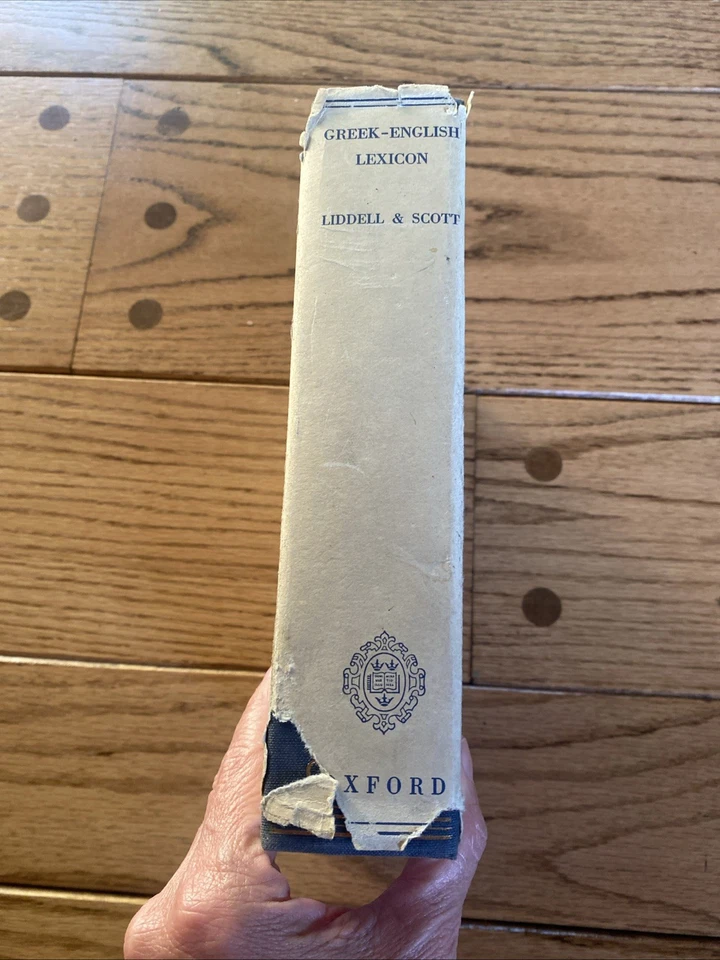 GREEK-ENGLISH
LEXICON
LIDDELL & SCOTT
XFORD